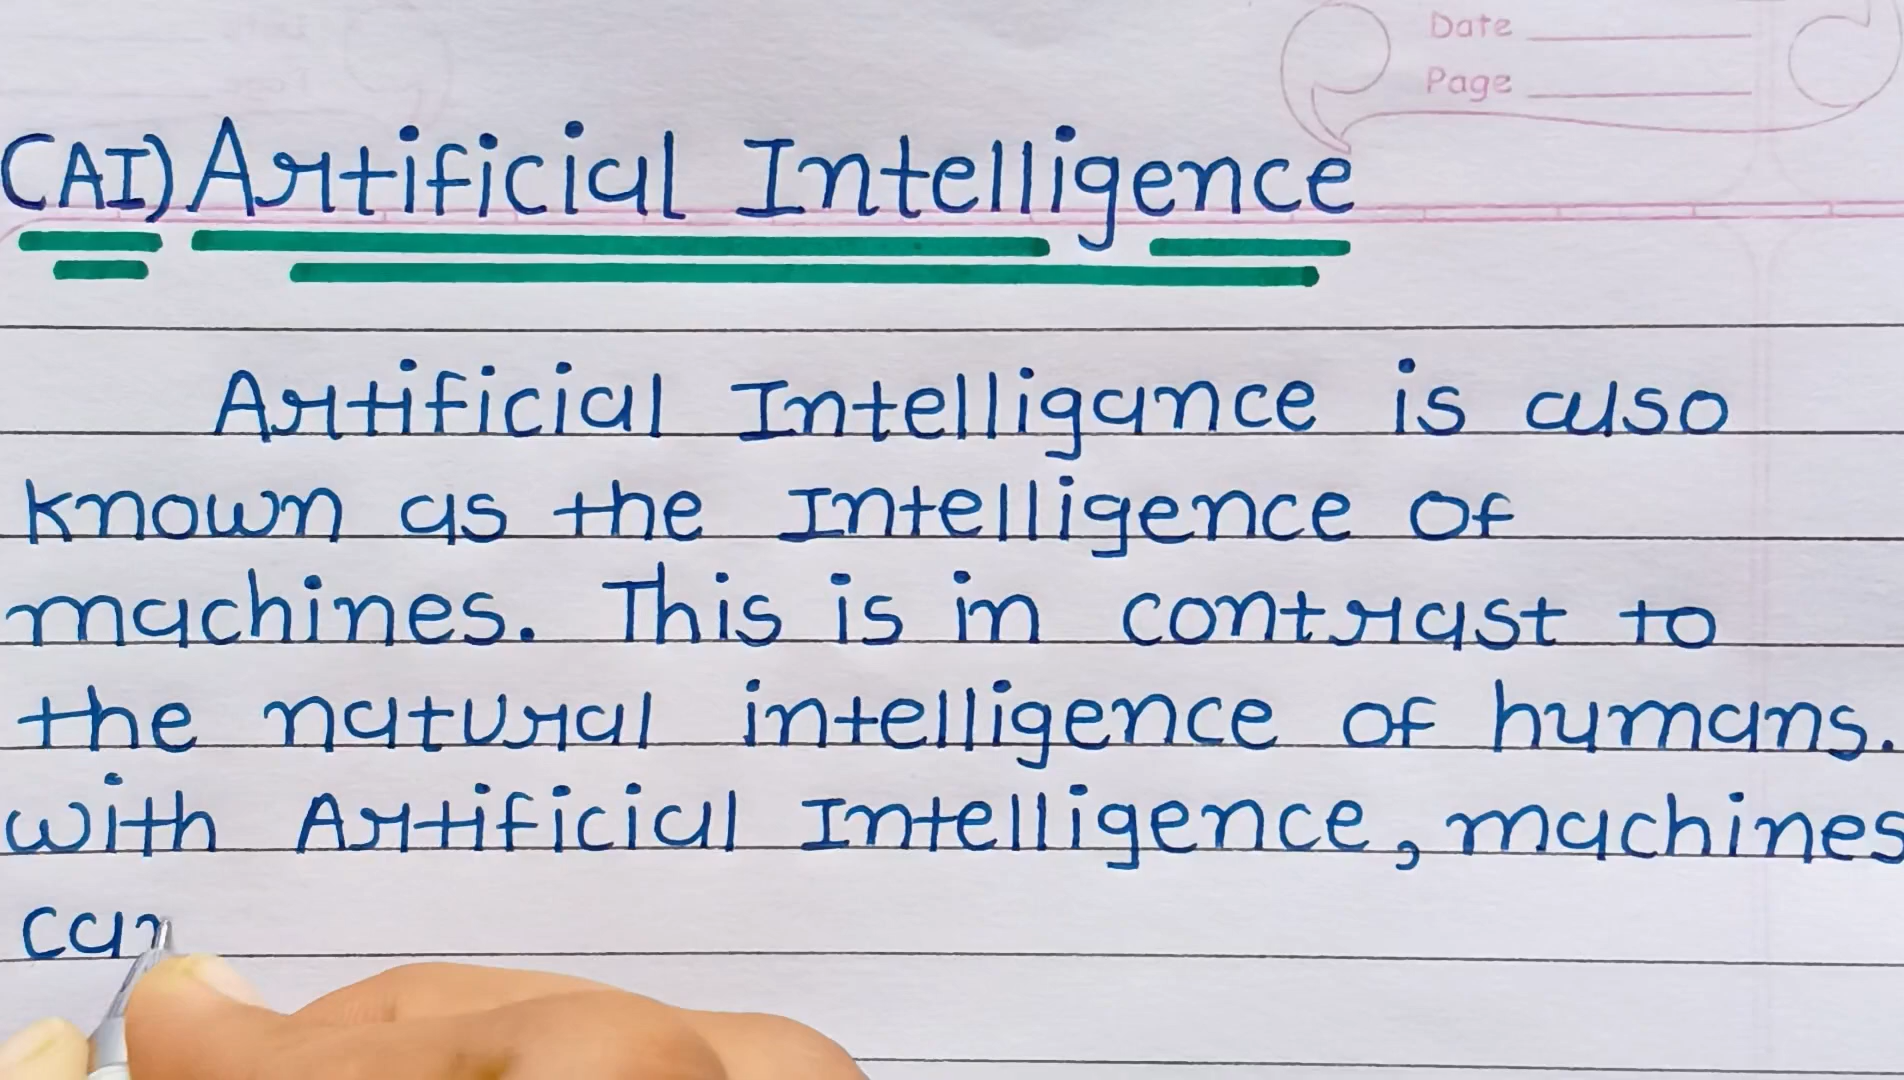 Date
Page
(AI) Artificial Intelligence
Artificial Intelligance is also
known as the Intelligence of
machines. This is in contrast to
the natural intelligence of humans.
with Artificial Intelligence, machines
can